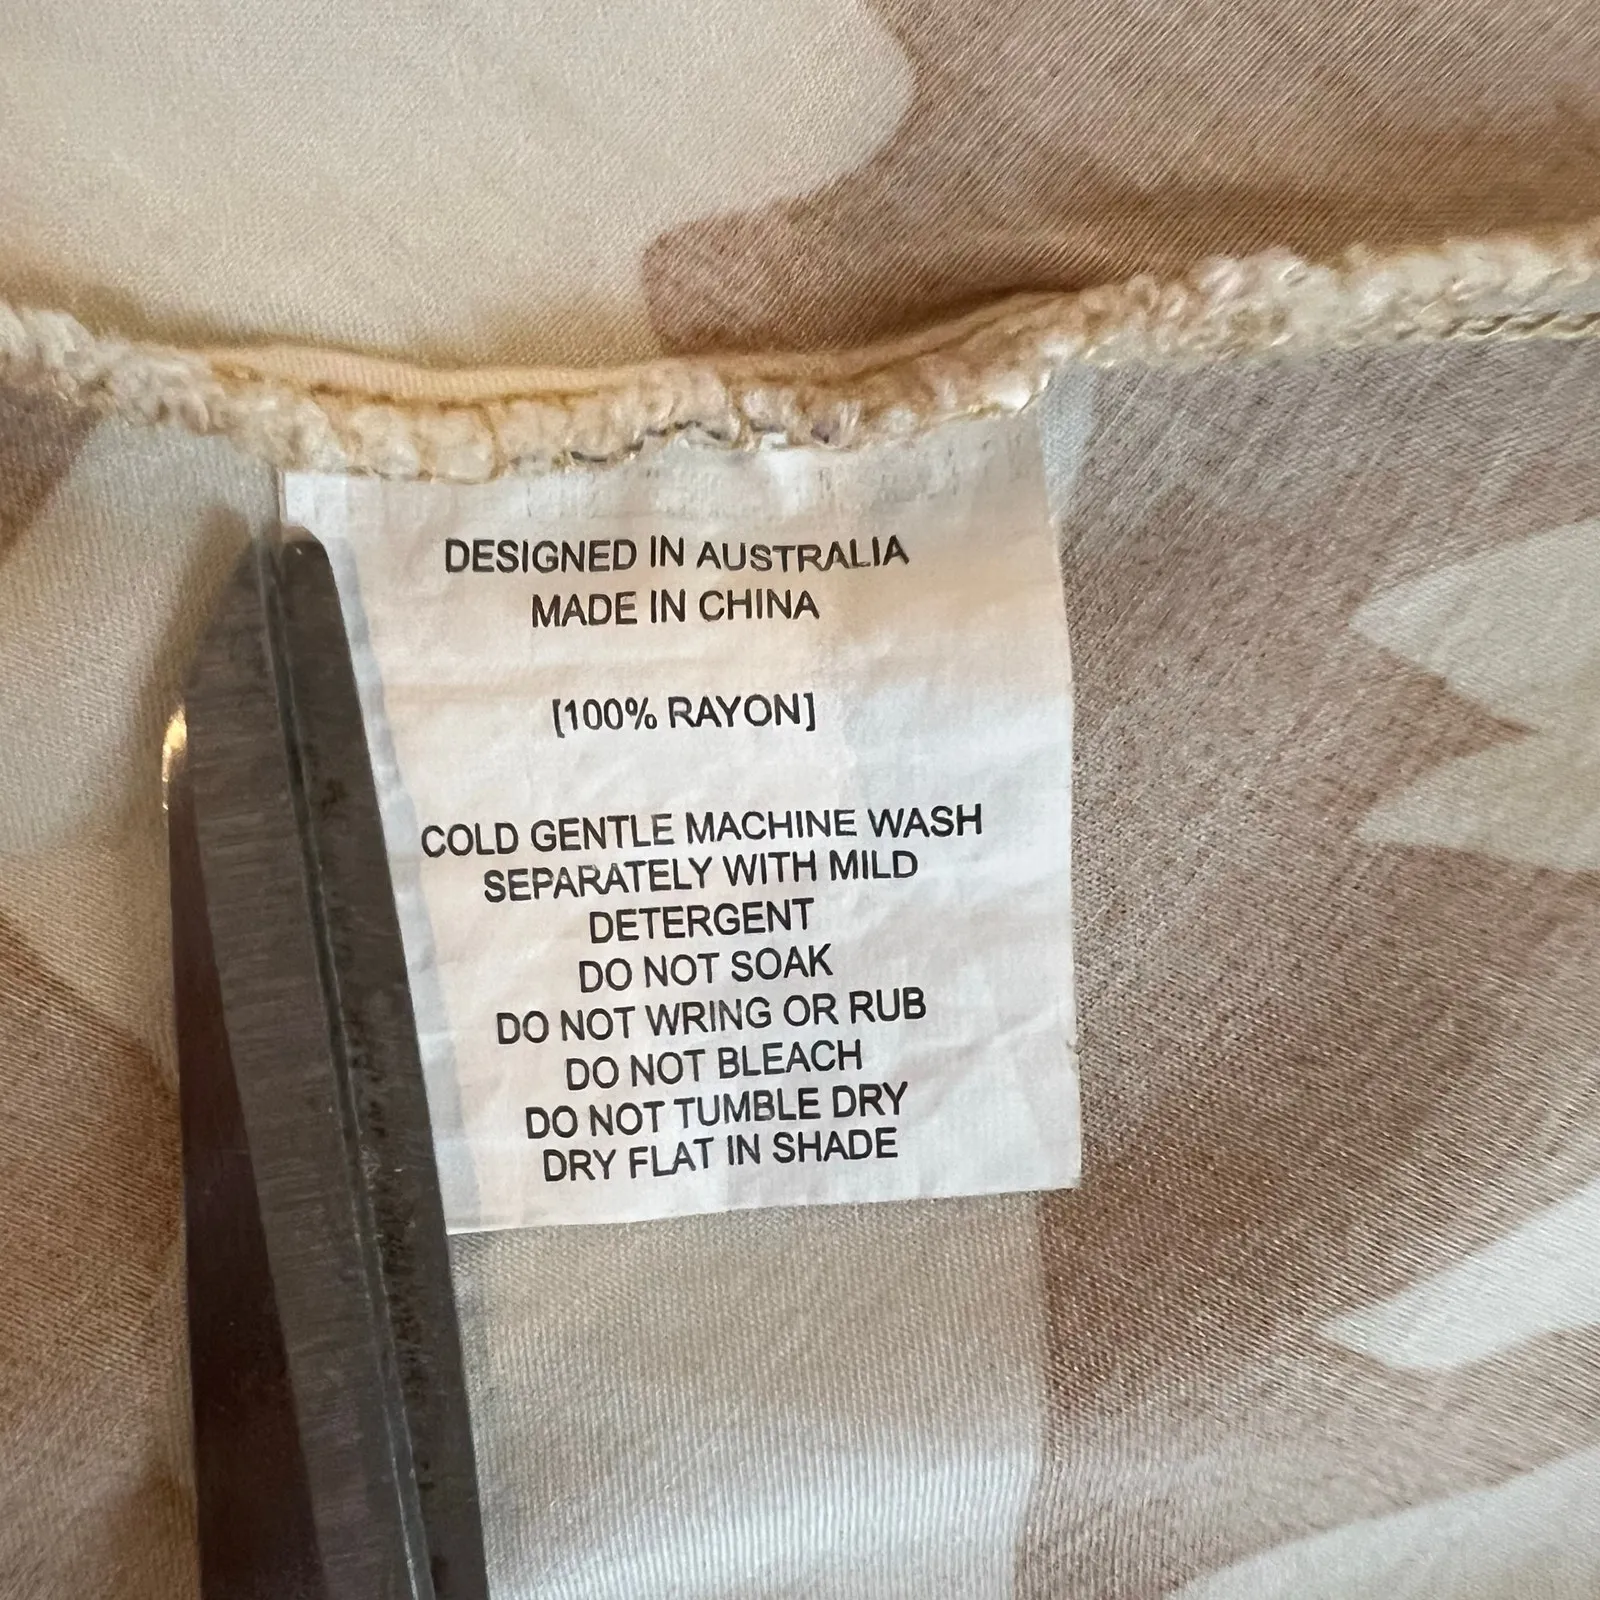 DESIGNED IN AUSTRALIA
MADE IN CHINA
[100% RAYON]
COLD GENTLE MACHINE WASH
SEPARATELY WITH MILD
DETERGENT
DO NOT SOAK
DO NOT WRING OR RUB
DO NOT BLEACH
DO NOT TUMBLE DRY
DRY FLAT IN SHADE